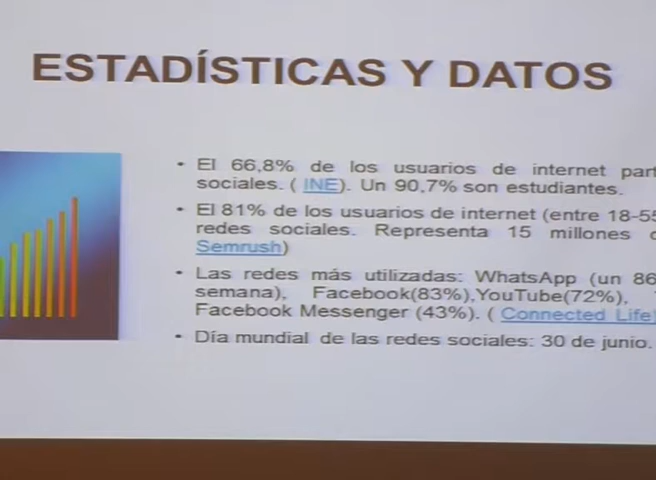 ESTADÍSTICAS Y DATOS
• El 66,8% de los usuarios de internet part
sociales. ( INE). Un 90,7% son estudiantes.
• El 81% de los usuarios de internet (entre 18-55
redes sociales. Representa 15 millones
Semrush)
• Las redes más utilizadas: WhatsApp (un 86
semana), Facebook(83%),YouTube(72%),
Facebook Messenger (43%). ( Connected Life)
• Día mundial de las redes sociales: 30 de junio.